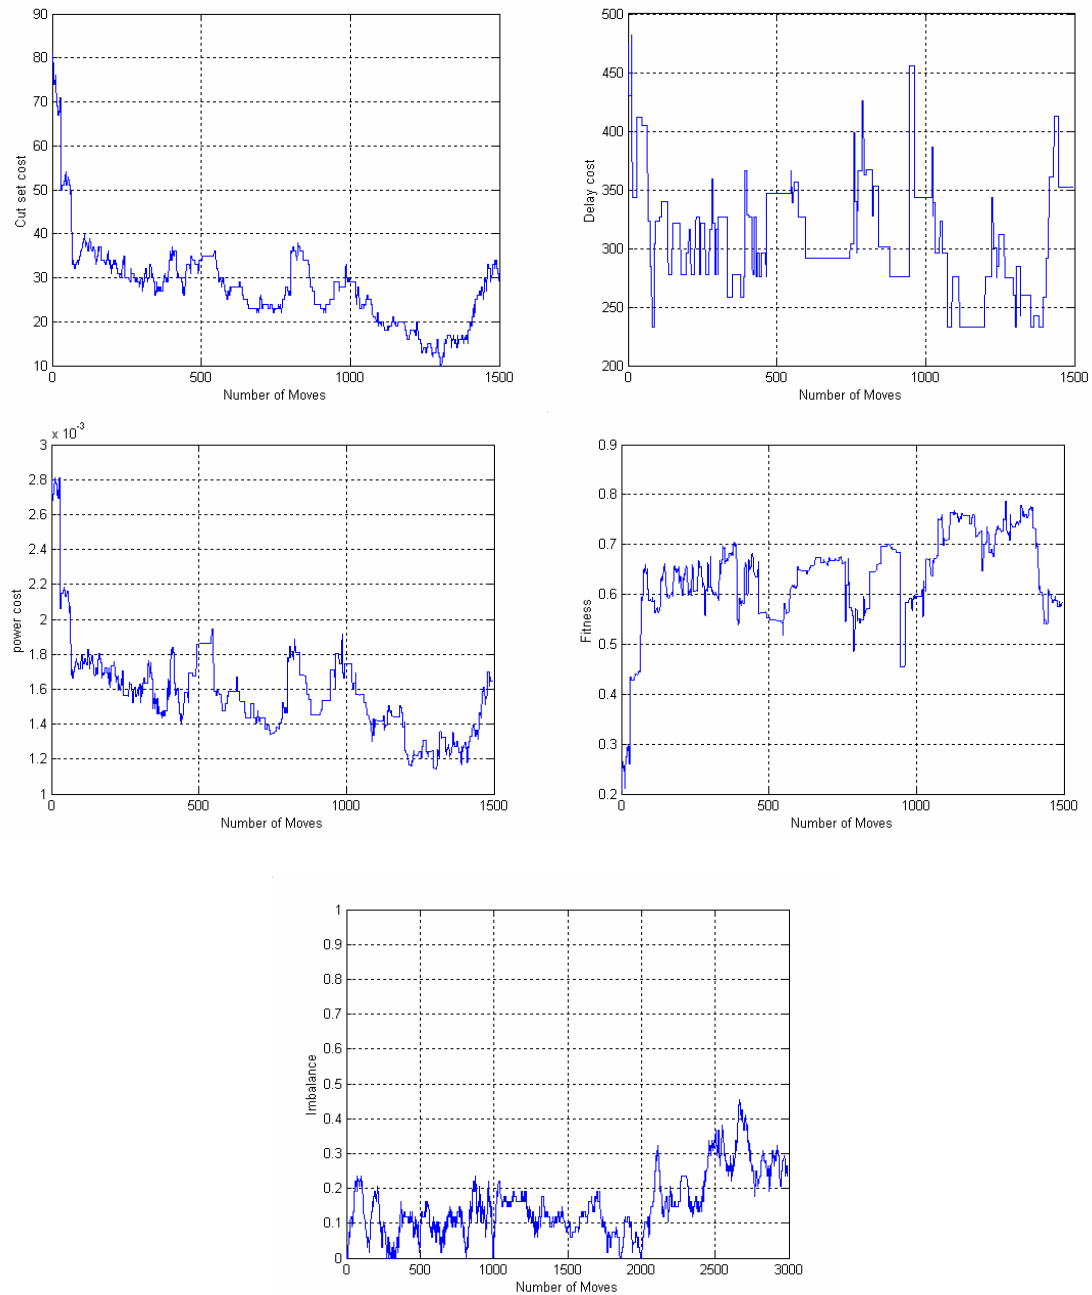 90
80
70
60
50
40
30
20
10
Cut set cost
0 500 1000 1500
Number of Moves
500
450
400
350
300
250
200
Delay cost
0 500 1000 1500
Number of Moves
x 10-3
3
2.8
2.6
2.4
2.2
2
1.8
1.6
1.4
1.2
1
power cost
0 500 1000 1500
Number of Moves
0.9
0.8
0.7
0.6
0.5
0.4
0.3
0.2
Fitness
0 500 1000 1500
Number of Moves
1
0.9
0.8
0.7
0.6
0.5
0.4
0.3
0.2
0.1
0
Imbalance
0 500 1000 1500 2000 2500 3000
Number of Moves